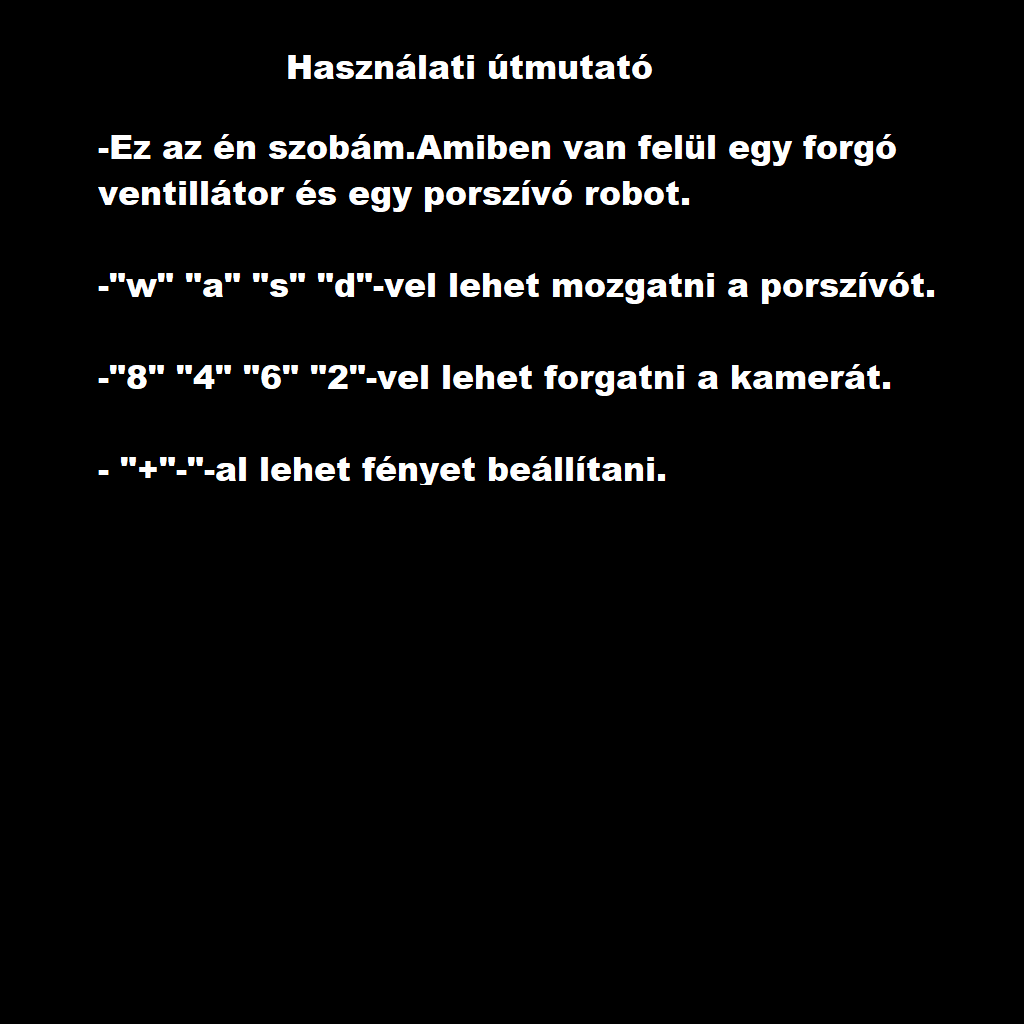 Használati útmutató
-Ez az én szobám.Amiben van felül egy forgó
ventillátor és egy porszívó robot.
-"w" "a" "s" "d"-vel lehet mozgatni a porszívót.
-"8" "4" "6" "2"-vel lehet forgatni a kamerát.
- "+"-"-al lehet fényet beállítani.